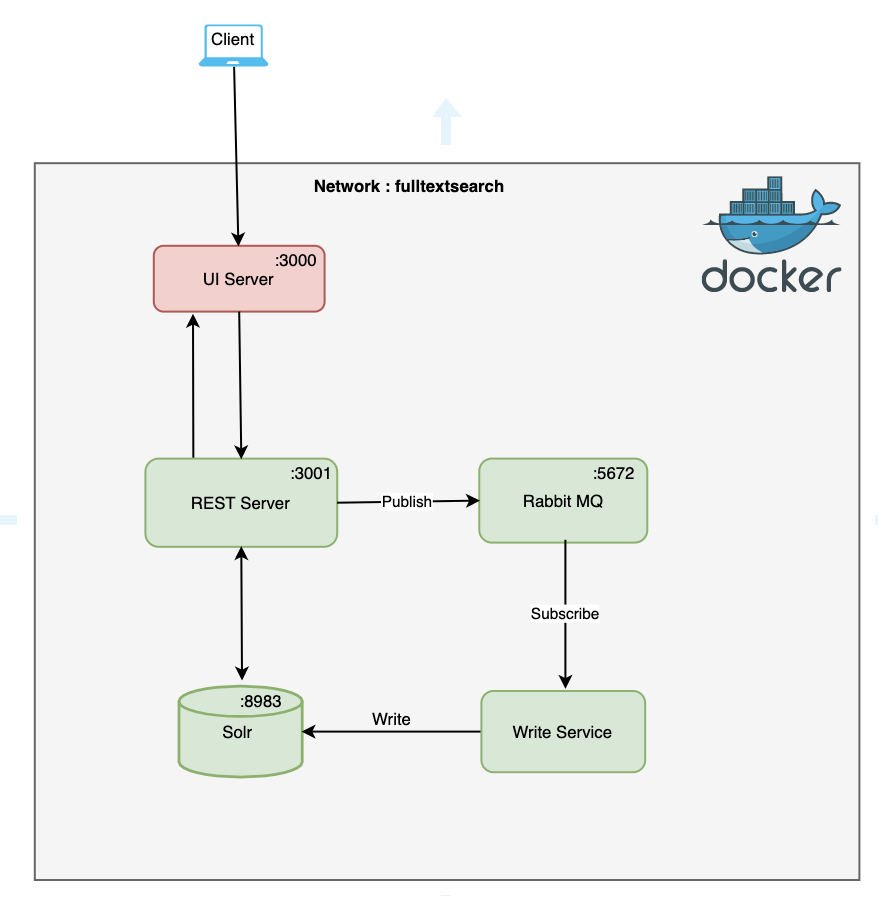 Client
Network : fulltextsearch
docker
:3000
UI Server
:3001
REST Server
Publish
:5672
Rabbit MQ
Subscribe
:8983
Solr
Write
Write Service